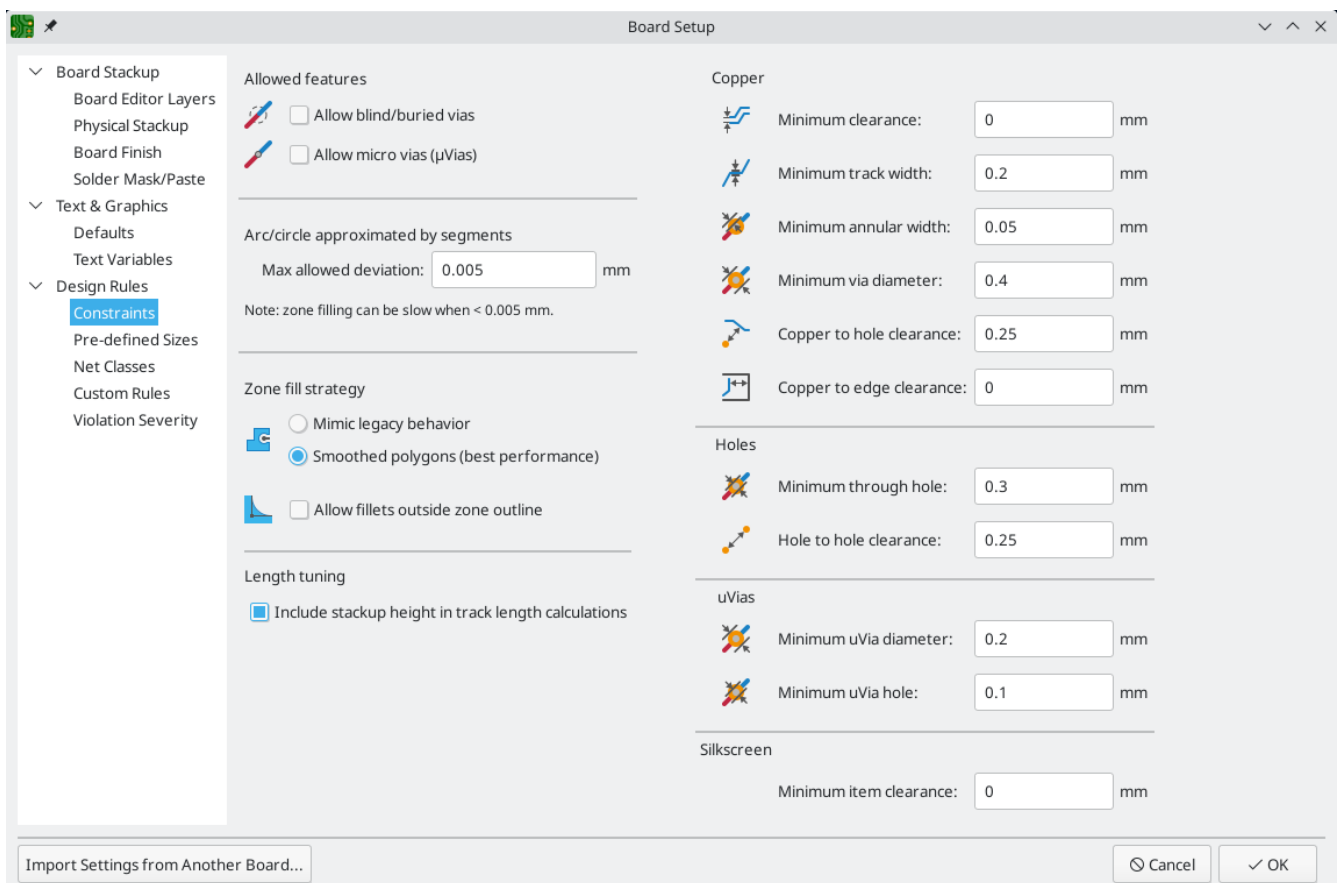 Board Setup
Board Stackup
Board Editor Layers
Physical Stackup
Board Finish
Solder Mask/Paste
Text & Graphics
Defaults
Text Variables
Design Rules
Constraints
Pre-defined Sizes
Net Classes
Custom Rules
Violation Severity
Allowed features
Allow blind/buried vias
Allow micro vias (µVias)
Arc/circle approximated by segments
Max allowed deviation: 0.005 mm
Note: zone filling can be slow when < 0.005 mm.
Zone fill strategy
Mimic legacy behavior
Smoothed polygons (best performance)
Allow fillets outside zone outline
Length tuning
Include stackup height in track length calculations
Copper
Minimum clearance: 0 mm
Minimum track width: 0.2 mm
Minimum annular width: 0.05 mm
Minimum via diameter: 0.4 mm
Copper to hole clearance: 0.25 mm
Copper to edge clearance: 0 mm
Holes
Minimum through hole: 0.3 mm
Hole to hole clearance: 0.25 mm
uVias
Minimum uVia diameter: 0.2 mm
Minimum uVia hole: 0.1 mm
Silkscreen
Minimum item clearance: 0 mm
Import Settings from Another Board...
Cancel
OK